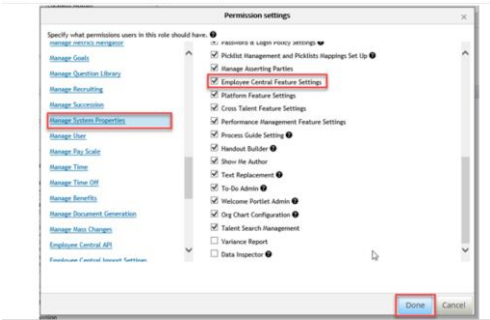 Permission settings
Specify what permissions users in this role should have.
Manage Metrics Navigator
Manage Goals
Manage Question Library
Manage Recruiting
Manage Succession
Manage System Properties
Manage User
Manage Pay Scale
Manage Time
Manage Time Off
Manage Benefits
Manage Document Generation
Manage Mass Changes
Employee Central API
Employee Central Import Settings
Password & Login Policy Settings
Picklist Management and Picklists Mappings Set Up
Manage Asserting Parties
Employee Central Feature Settings
Platform Feature Settings
Cross Talent Feature Settings
Performance Management Feature Settings
Process Guide Setting
Handout Builder
Show Me Author
Text Replacement
To-Do Admin
Welcome Portlet Admin
Org Chart Configuration
Talent Search Management
Variance Report
Data Inspector
Done
Cancel